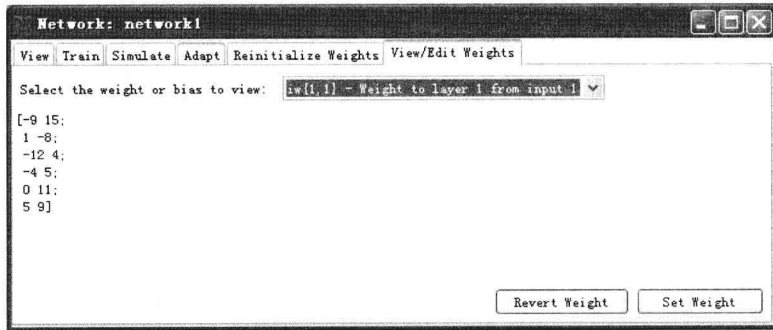 Network: network1
View Train Simulate Adapt Reinitialize Weights View/Edit Weights
Select the weight or bias to view: iw{1,1} - Weight to layer 1 from input 1
[-9 15;
1 -8;
-12 4;
-4 5;
0 11;
5 9]
Revert Weight Set Weight